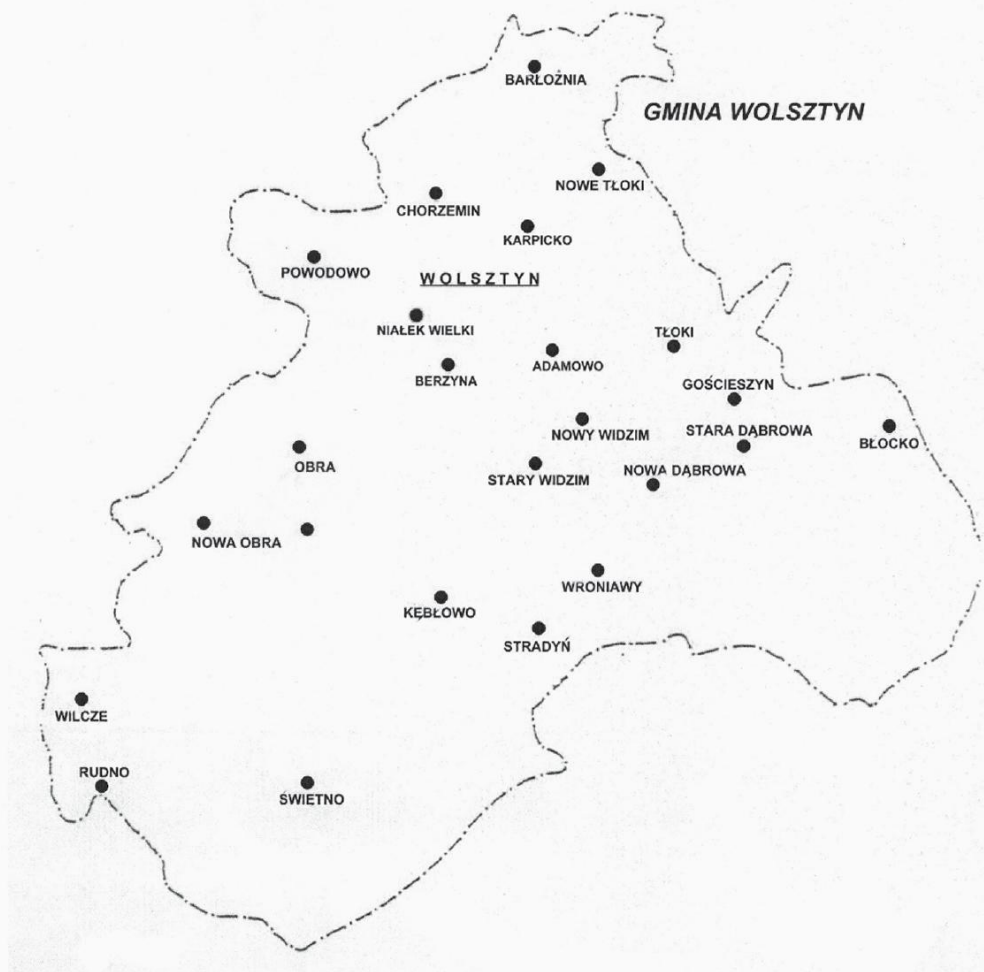 BARŁOŻNIA
GMINA WOLSZTYN
NOWE TŁOKI
CHORZEMIN
KARPICKO
POWODOWO
WOLSZTYN
NIAŁEK WIELKI
TŁOKI
ADAMOWO
BERZYNA
GOŚCIESZYN
NOWY WIDZIM
STARA DĄBROWA
BŁOCKO
OBRA
STARY WIDZIM
NOWA DĄBROWA
NOWA OBRA
WRONIAWY
KĘBŁOWO
STRADYŃ
WILCZE
RUDNO
ŚWIĘTNO